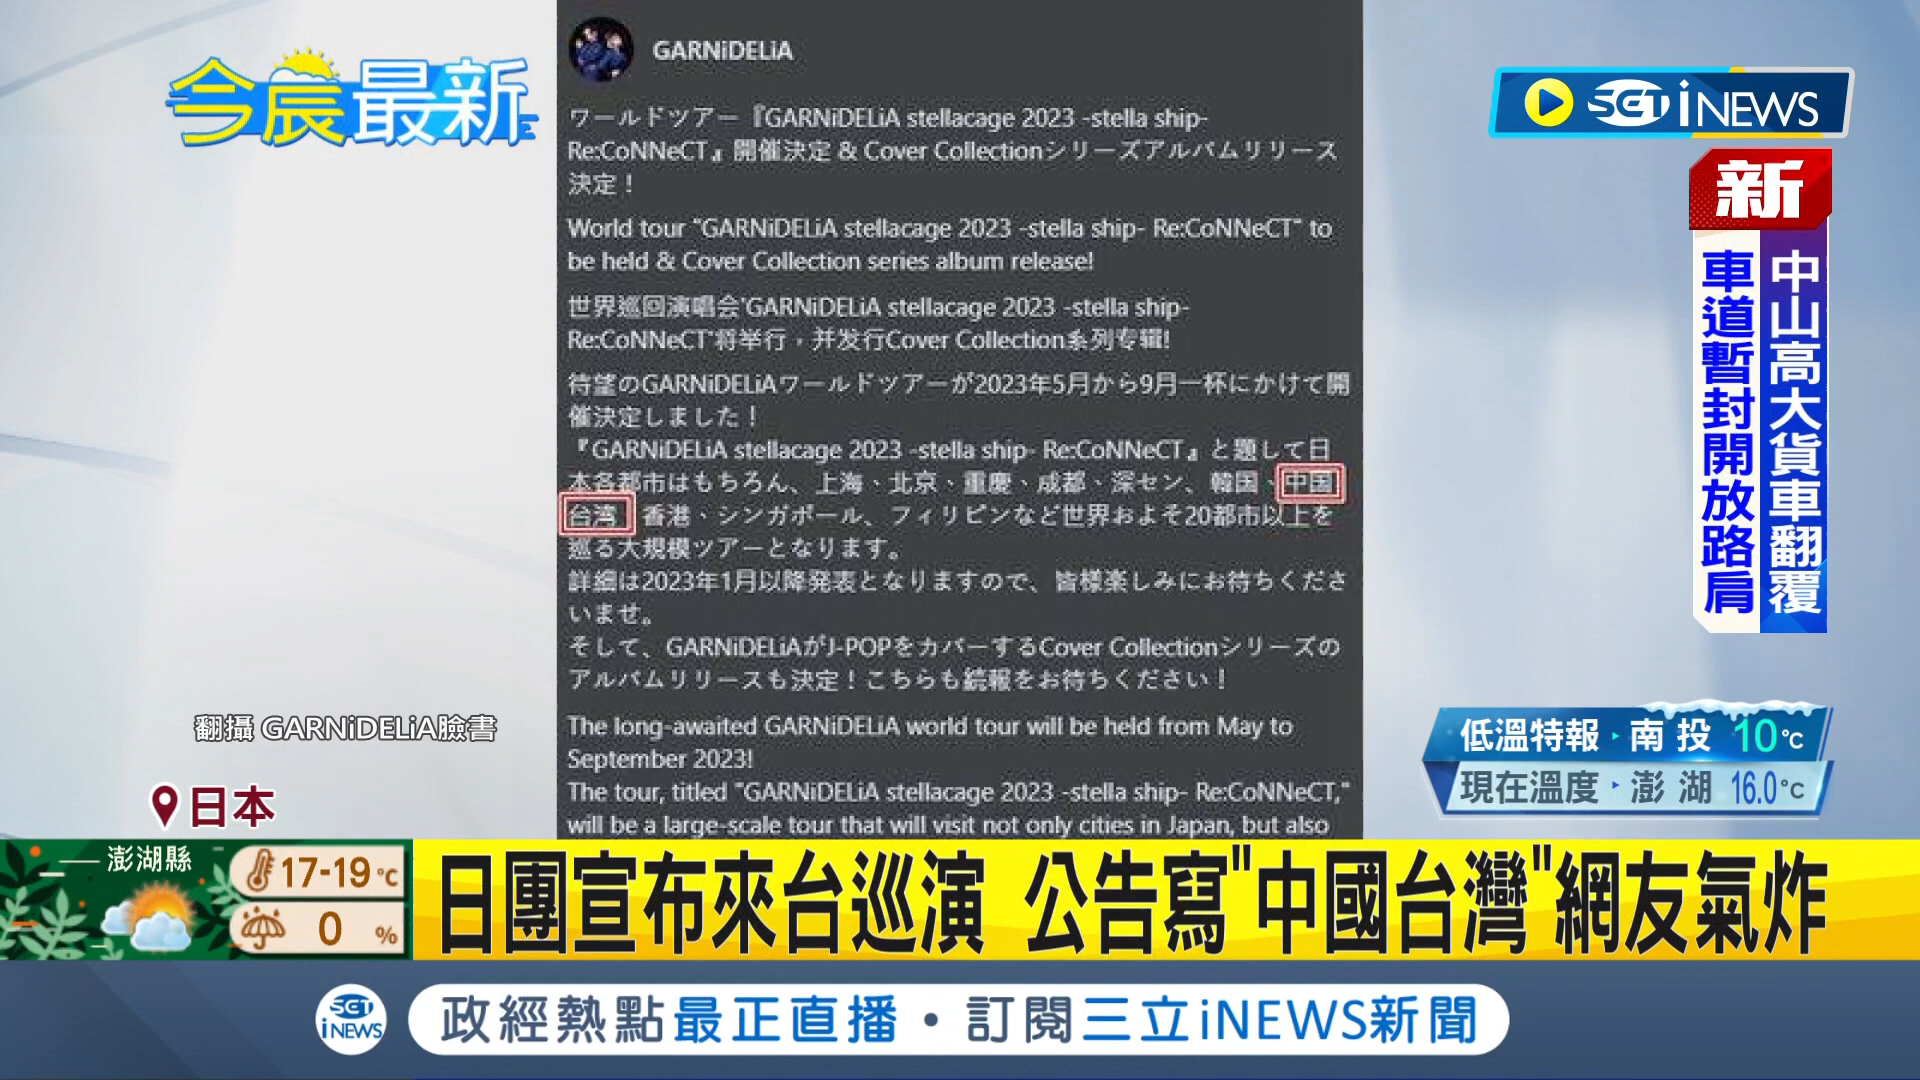 今晨最新
GARNiDELiA
ワールドツアー『GARNiDELiA stellacage 2023 -stella ship-
Re:CoNNeCT』開催決定 & Cover Collectionシリーズアルバムリリース
決定！
World tour "GARNiDELiA stellacage 2023 -stella ship- Re:CoNNeCT" to
be held & Cover Collection series album release!
世界巡回演唱会'GARNiDELiA stellacage 2023 -stella ship-
Re:CoNNeCT'将举行，并发行Cover Collection系列专辑!
待望のGARNiDELiAワールドツアーが2023年5月から9月一杯にかけて開
催決定しました！
『GARNiDELiA stellacage 2023 -stella ship- Re:CoNNeCT』と題して日
本各都市はもちろん、上海、北京、重慶、成都、深セン、韓国、中国
台湾 香港、シンガポール、フィリピンなど世界およそ20都市以上を
巡る大規模ツアーとなります。
詳細は2023年1月以降発表となりますので、皆様楽しみにお待ちくださ
いませ。
そして、GARNiDELiAがJ-POPをカバーするCover Collectionシリーズの
アルバムリリースも決定！こちらも続報をお待ちください！
The long-awaited GARNiDELiA world tour will be held from May to
September 2023!
The tour, titled "GARNiDELiA stellacage 2023 -stella ship- Re:CoNNeCT,"
will be a large-scale tour that will visit not only cities in Japan, but also
SET iNEWS
新
中山高大貨車翻覆
車道暫封開放路肩
翻攝 GARNiDELiA臉書
日本
低溫特報 南投 10°C
現在溫度 澎湖 16.0°C
澎湖縣
17-19°C
0 %
日團宣布來台巡演 公告寫"中國台灣"網友氣炸
SET iNEWS
政經熱點最正直播・訂閱三立iNEWS新聞